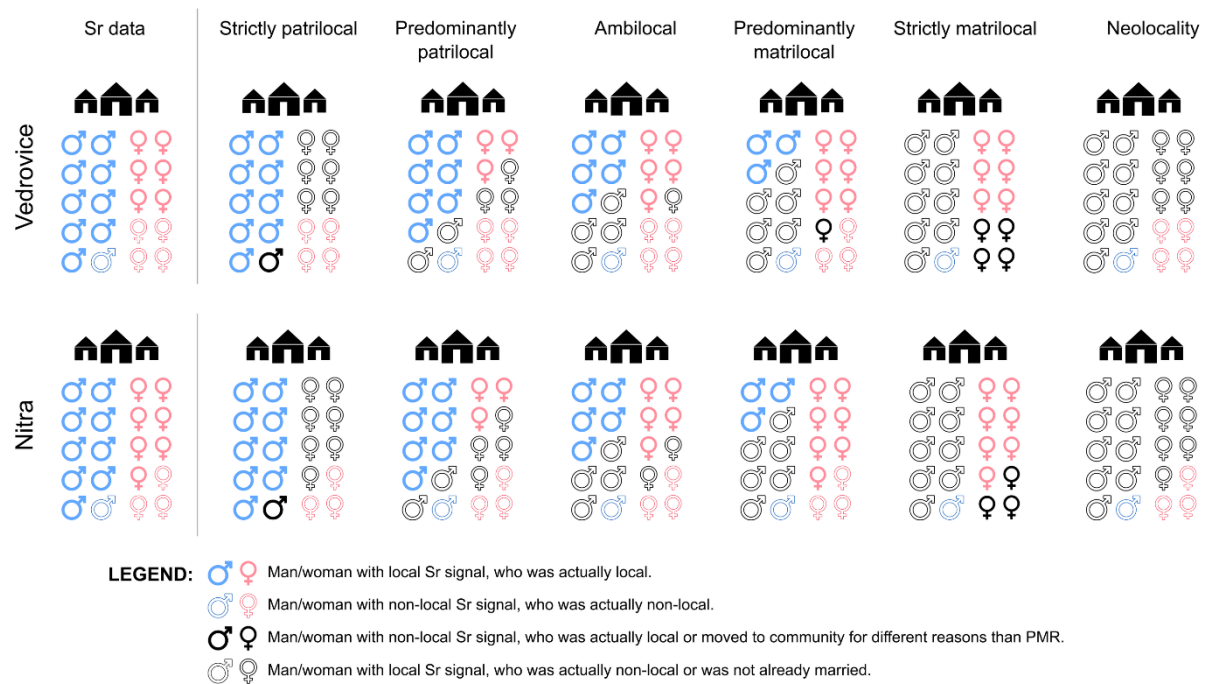 Sr data
Strictly patrilocal
Predominantly
patrilocal
Ambilocal
Predominantly
matrilocal
Strictly matrilocal
Neolocality
Vedrovice
Nitra
LEGEND:
Man/woman with local Sr signal, who was actually local.
Man/woman with non-local Sr signal, who was actually non-local.
Man/woman with non-local Sr signal, who was actually local or moved to community for different reasons than PMR.
Man/woman with local Sr signal, who was actually non-local or was not already married.